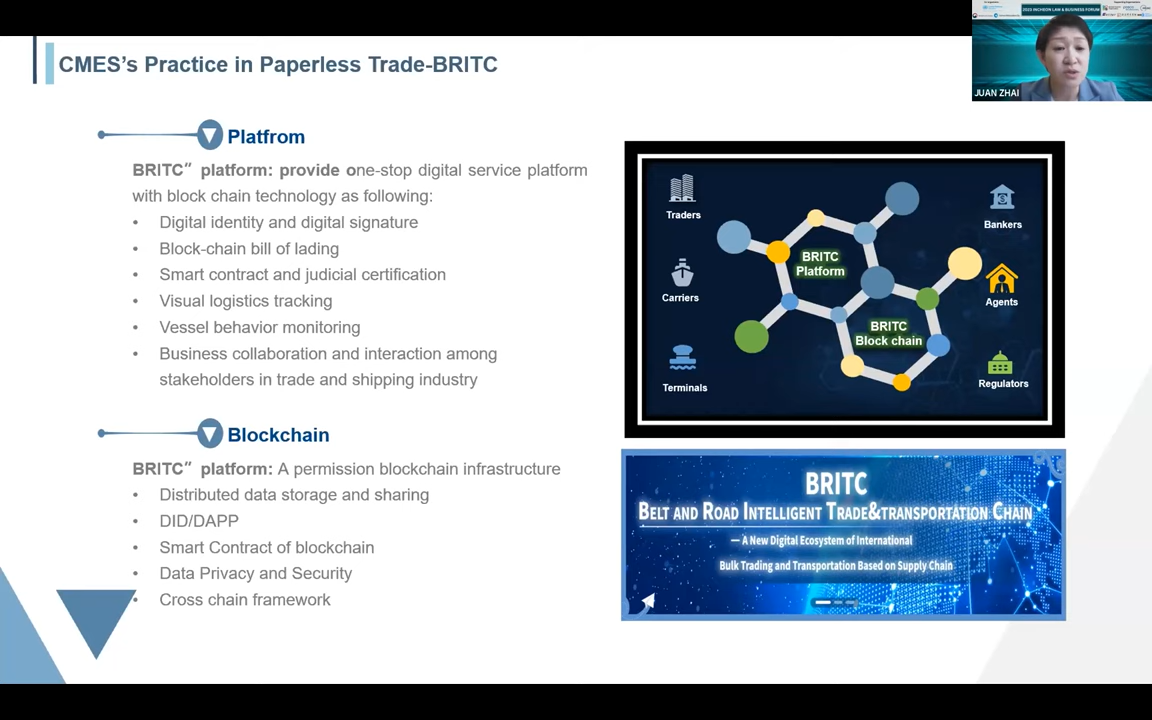 CMES's Practice in Paperless Trade-BRITC
2023 INCHEON LAW & BUSINESS FORUM
JUAN ZHAI
Platfrom
BRITC" platform: provide one-stop digital service platform
with block chain technology as following:
• Digital identity and digital signature
• Block-chain bill of lading
• Smart contract and judicial certification
• Visual logistics tracking
• Vessel behavior monitoring
• Business collaboration and interaction among
stakeholders in trade and shipping industry
Blockchain
BRITC" platform: A permission blockchain infrastructure
• Distributed data storage and sharing
• DID/DAPP
• Smart Contract of blockchain
• Data Privacy and Security
• Cross chain framework
Traders
Bankers
BRITC
Platform
Carriers
Agents
BRITC
Block chain
Terminals
Regulators
BRITC
BELT AND ROAD INTELLIGENT TRADE&TRANSPORTATION CHAIN
— A New Digital Ecosystem of International
Bulk Trading and Transportation Based on Supply Chain